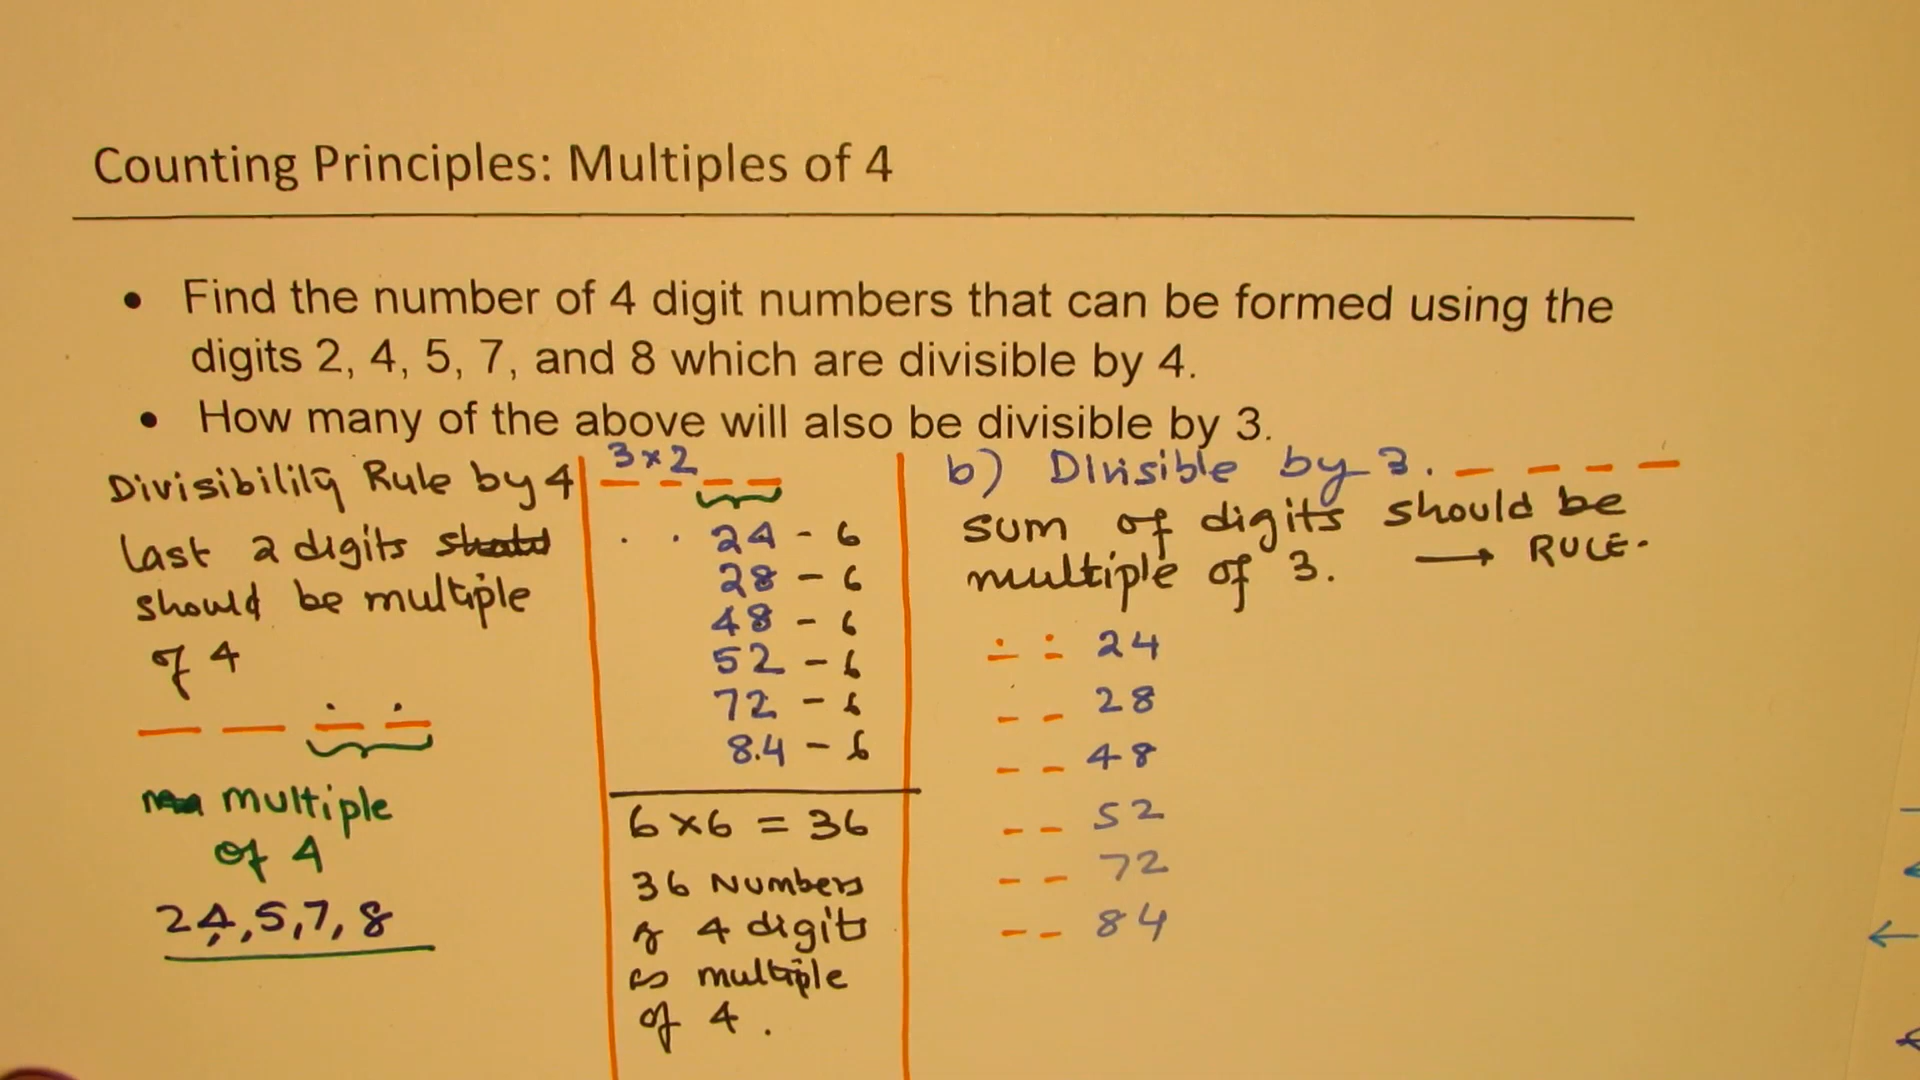 Counting Principles: Multiples of 4
• Find the number of 4 digit numbers that can be formed using the
digits 2, 4, 5, 7, and 8 which are divisible by 4.
• How many of the above will also be divisible by 3.
Divisibility Rule by 4
last 2 digits
should be multiple
of 4
multiple
of 4
2 4, 5, 7, 8
3 x 2
24 - 6
28 - 6
48 - 6
52 - 6
72 - 6
8.4 - 6
6 x 6 = 36
36 Numbers
of 4 digits
as multiple
of 4.
b) Divisible by 3.
sum of digits should be
multiple of 3. → RULE.
24
28
48
52
72
84